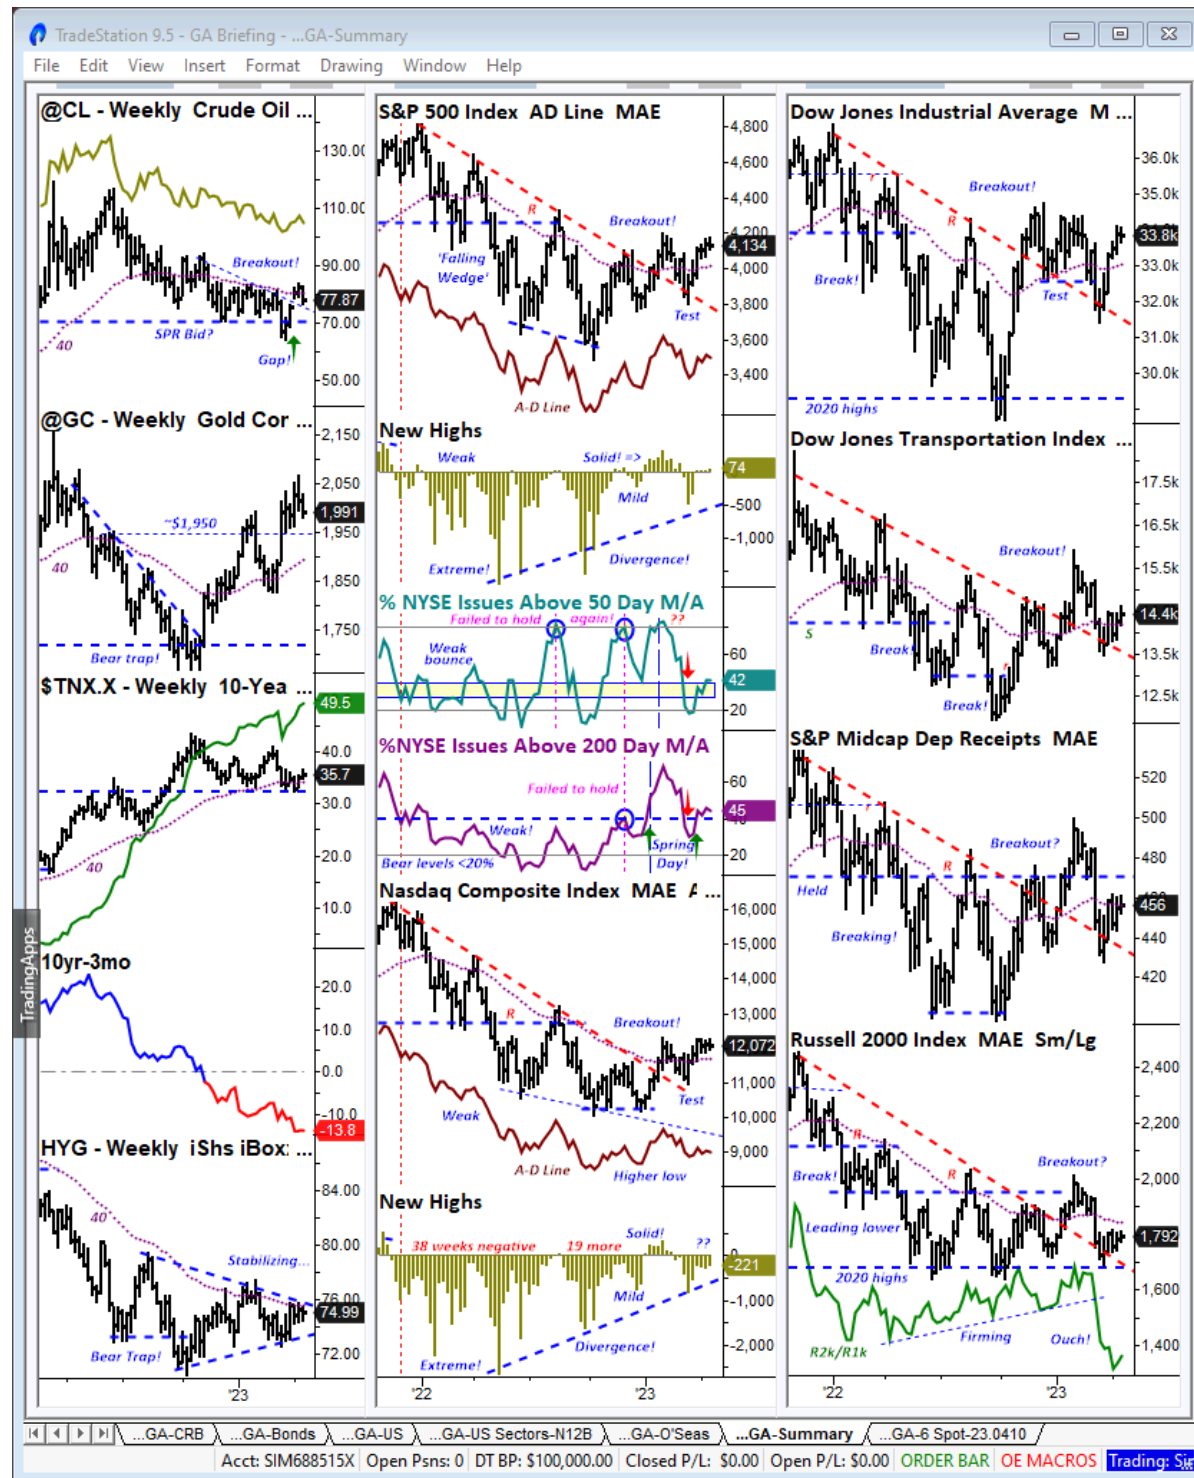 TradeStation 9.5 - GA Briefing - ...GA-Summary
File Edit View Insert Format Drawing Window Help
TradingApps
@CL - Weekly Crude Oil ...
130.00
110.00
90.00
77.87
70.00
50.00
Breakout!
SPR Bid?
40
Gap!
@GC - Weekly Gold Cor ...
2,150
2,050
1,991
1,950
1,850
1,750
~$1,950
40
Bear trap!
$TNX.X - Weekly 10-Yea ...
49.5
40.0
35.7
30.0
20.0
10.0
40
10yr-3mo
20.0
10.0
0.0
-10.0
-13.8
HYG - Weekly iShs iBox: ...
84.00
80.00
76.00
74.99
72.00
40
Stabilizing...
Bear Trap!
'23
S&P 500 Index AD Line MAE
4,800
4,600
4,400
4,200
4,134
4,000
3,800
3,600
3,400
R
Breakout!
'Falling
Wedge'
Test
A-D Line
New Highs
74
-500
-1,000
Weak
Solid! =>
Mild
Extreme!
Divergence!
% NYSE Issues Above 50 Day M/A
Failed to hold
again!
??
Weak
bounce
60
42
20
%NYSE Issues Above 200 Day M/A
60
45
20
Failed to hold
Weak!
Spring
Day!
Bear levels <20%
Nasdaq Composite Index MAE A ...
16,000
15,000
14,000
13,000
12,072
11,000
10,000
9,000
R
Breakout!
Test
Weak
A-D Line
Higher low
New Highs
0
-221
-1,000
-2,000
38 weeks negative
19 more
Solid!
??
Mild
Extreme!
Divergence!
'22
'23
Dow Jones Industrial Average M ...
36.0k
35.0k
33.8k
33.0k
32.0k
31.0k
30.0k
r
R
Breakout!
Break!
Test
2020 highs
Dow Jones Transportation Index ...
17.5k
16.5k
15.5k
14.4k
13.5k
12.5k
Breakout!
S
Break!
r
Break!
S&P Midcap Dep Receipts MAE
520
500
480
456
440
420
Breakout?
R
Held
Breaking!
Russell 2000 Index MAE Sm/Lg
2,400
2,200
2,000
1,792
1,600
1,400
R
R
Breakout?
Break!
Leading lower
2020 highs
R2k/R1k
Firming
Ouch!
'22
'23
...GA-CRB ...GA-Bonds ...GA-US ...GA-US Sectors-N12B ...GA-O'Seas ...GA-Summary ...GA-6 Spot-23.0410
Acct: SIM688515X Open Psns: 0 DT BP: $100,000.00 Closed P/L: $0.00 Open P/L: $0.00 ORDER BAR OE MACROS Trading: